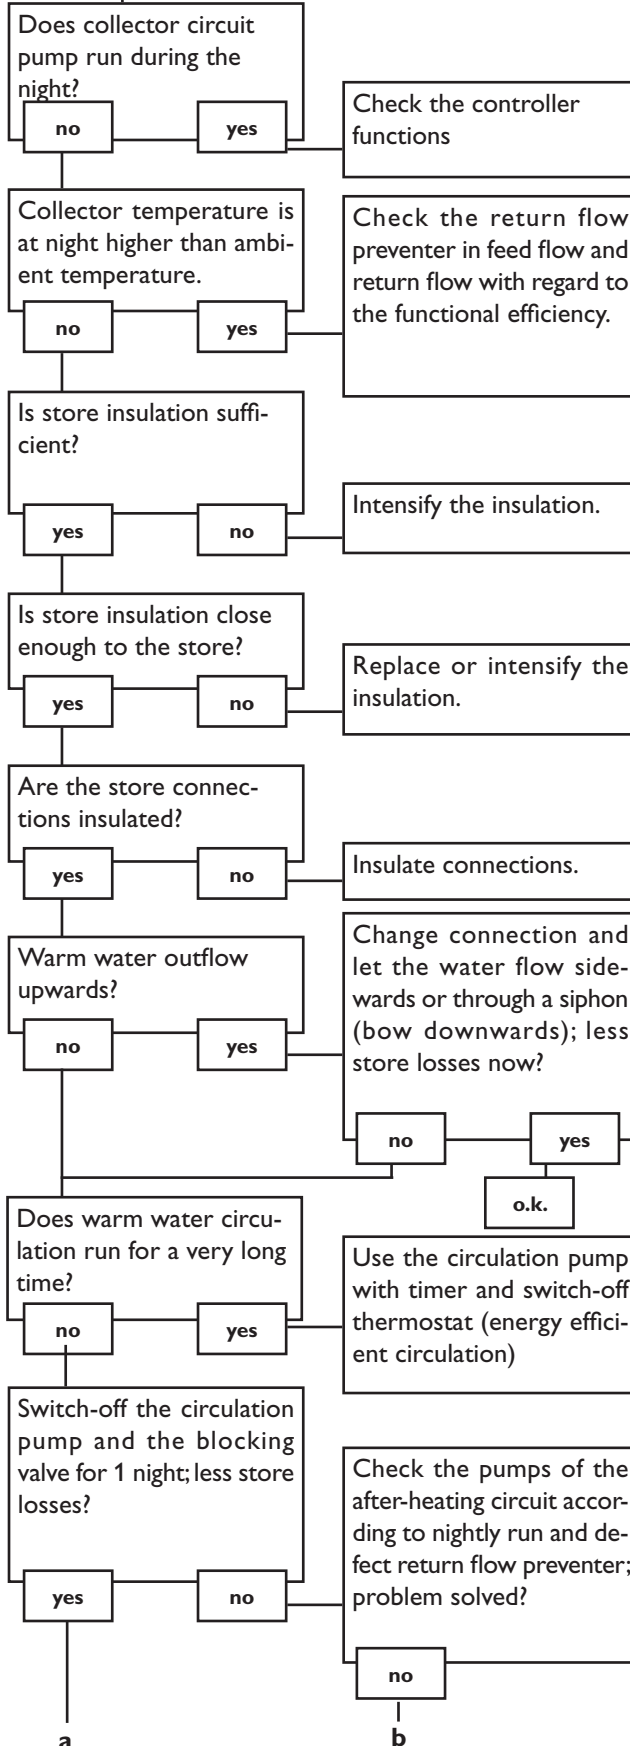 Does collector circuit
pump run during the
night?
no
yes
Check the controller
functions
Collector temperature is
at night higher than ambi-
ent temperature.
no
yes
Check the return flow
preventer in feed flow and
return flow with regard to
the functional efficiency.
Is store insulation suffi-
cient?
yes
no
Intensify the insulation.
Is store insulation close
enough to the store?
yes
no
Replace or intensify the
insulation.
Are the store connec-
tions insulated?
yes
no
Insulate connections.
Warm water outflow
upwards?
no
yes
Change connection and
let the water flow side-
wards or through a siphon
(bow downwards); less
store losses now?
no
yes
o.k.
Does warm water circu-
lation run for a very long
time?
no
yes
Use the circulation pump
with timer and switch-off
thermostat (energy effici-
ent circulation)
Switch-off the circulation
pump and the blocking
valve for 1 night; less store
losses?
yes
no
Check the pumps of the
after-heating circuit accor-
ding to nightly run and de-
fect return flow preventer;
problem solved?
no
a
b